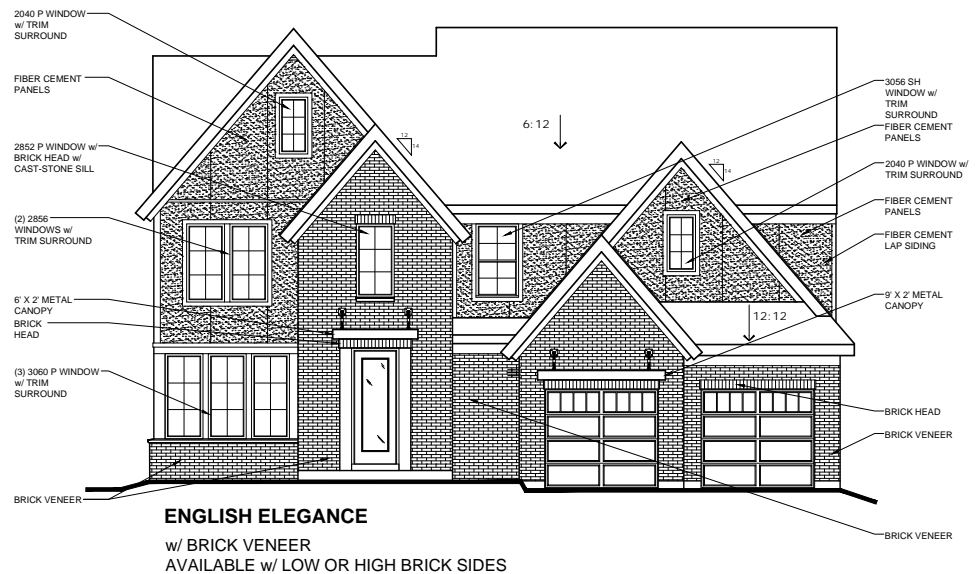 2040 P WINDOW
w/ TRIM
SURROUND
FIBER CEMENT
PANELS
2852 P WINDOW w/
BRICK HEAD w/
CAST-STONE SILL
(2) 2856
WINDOWS w/
TRIM SURROUND
6' X 2' METAL
CANOPY
BRICK
HEAD
(3) 3060 P WINDOW
w/ TRIM
SURROUND
BRICK VENEER
12
14
6:12
12
14
12:12
3056 SH
WINDOW w/
TRIM
SURROUND
FIBER CEMENT
PANELS
2040 P WINDOW w/
TRIM SURROUND
FIBER CEMENT
PANELS
FIBER CEMENT
LAP SIDING
9' X 2' METAL
CANOPY
BRICK HEAD
BRICK VENEER
BRICK VENEER
ENGLISH ELEGANCE
w/ BRICK VENEER
AVAILABLE w/ LOW OR HIGH BRICK SIDES